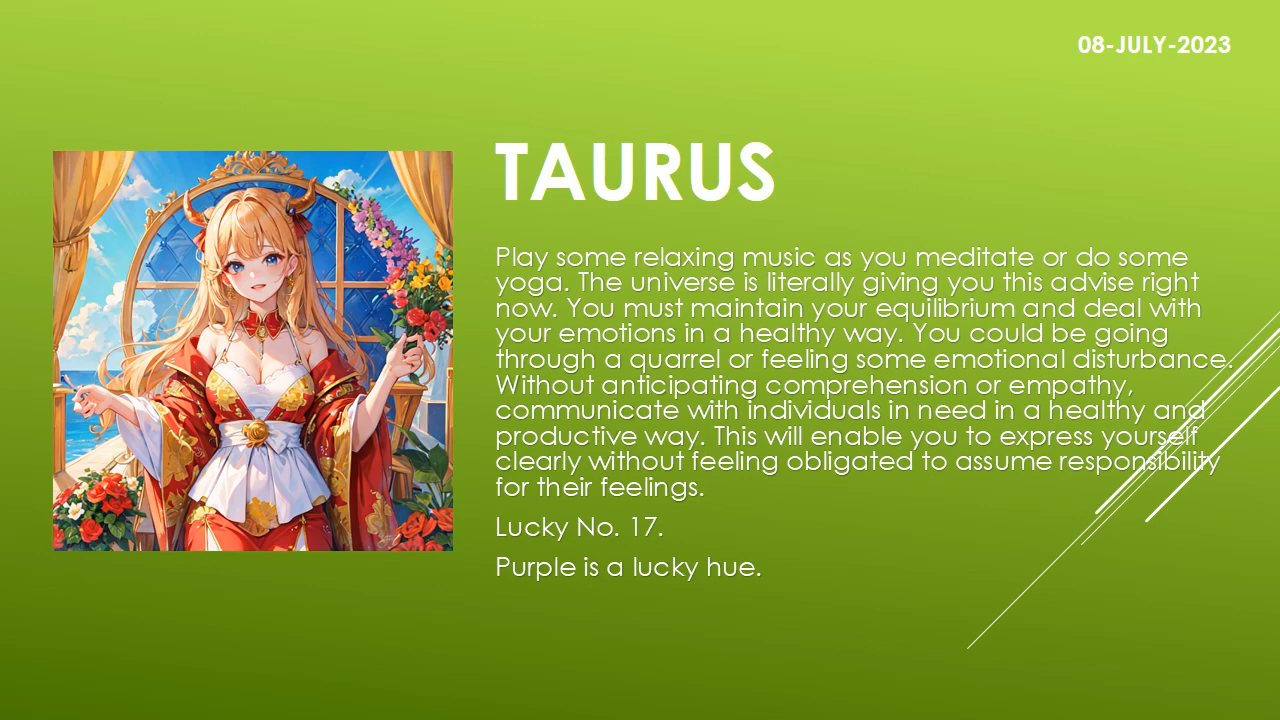 08-JULY-2023
TAURUS
Play some relaxing music as you meditate or do some
yoga. The universe is literally giving you this advise right
now. You must maintain your equilibrium and deal with
your emotions in a healthy way. You could be going
through a quarrel or feeling some emotional disturbance.
Without anticipating comprehension or empathy,
communicate with individuals in need in a healthy and
productive way. This will enable you to express yourself
clearly without feeling obligated to assume responsibility
for their feelings.
Lucky No. 17.
Purple is a lucky hue.